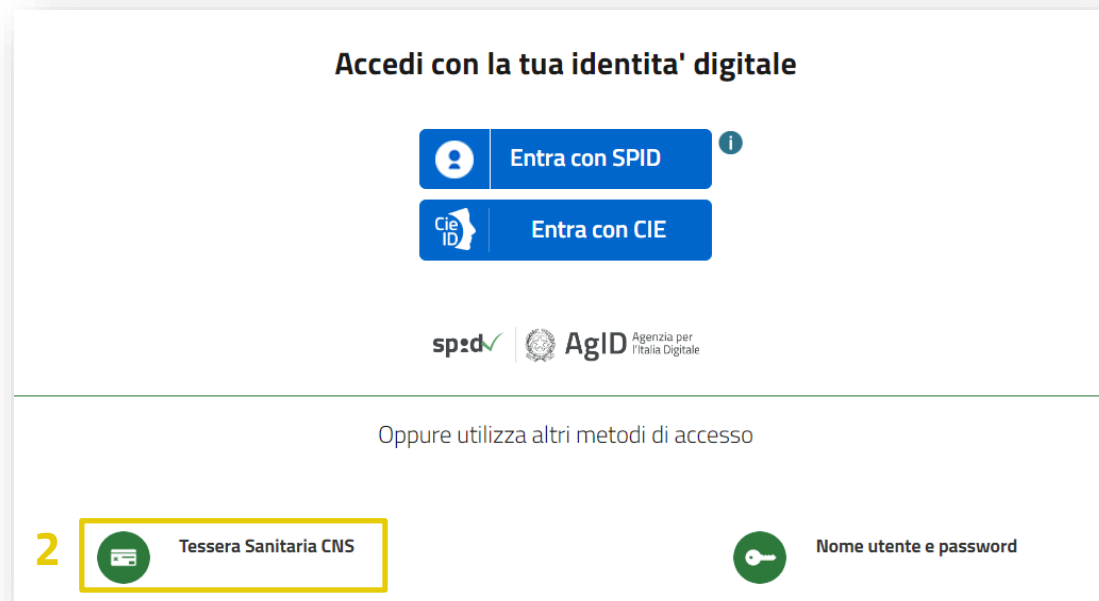 Accedi con la tua identita' digitale
Entra con SPID
i
Cie
ID
Entra con CIE
spid
AgID
Agenzia per
l'Italia Digitale
Oppure utilizza altri metodi di accesso
2
Tessera Sanitaria CNS
Nome utente e password